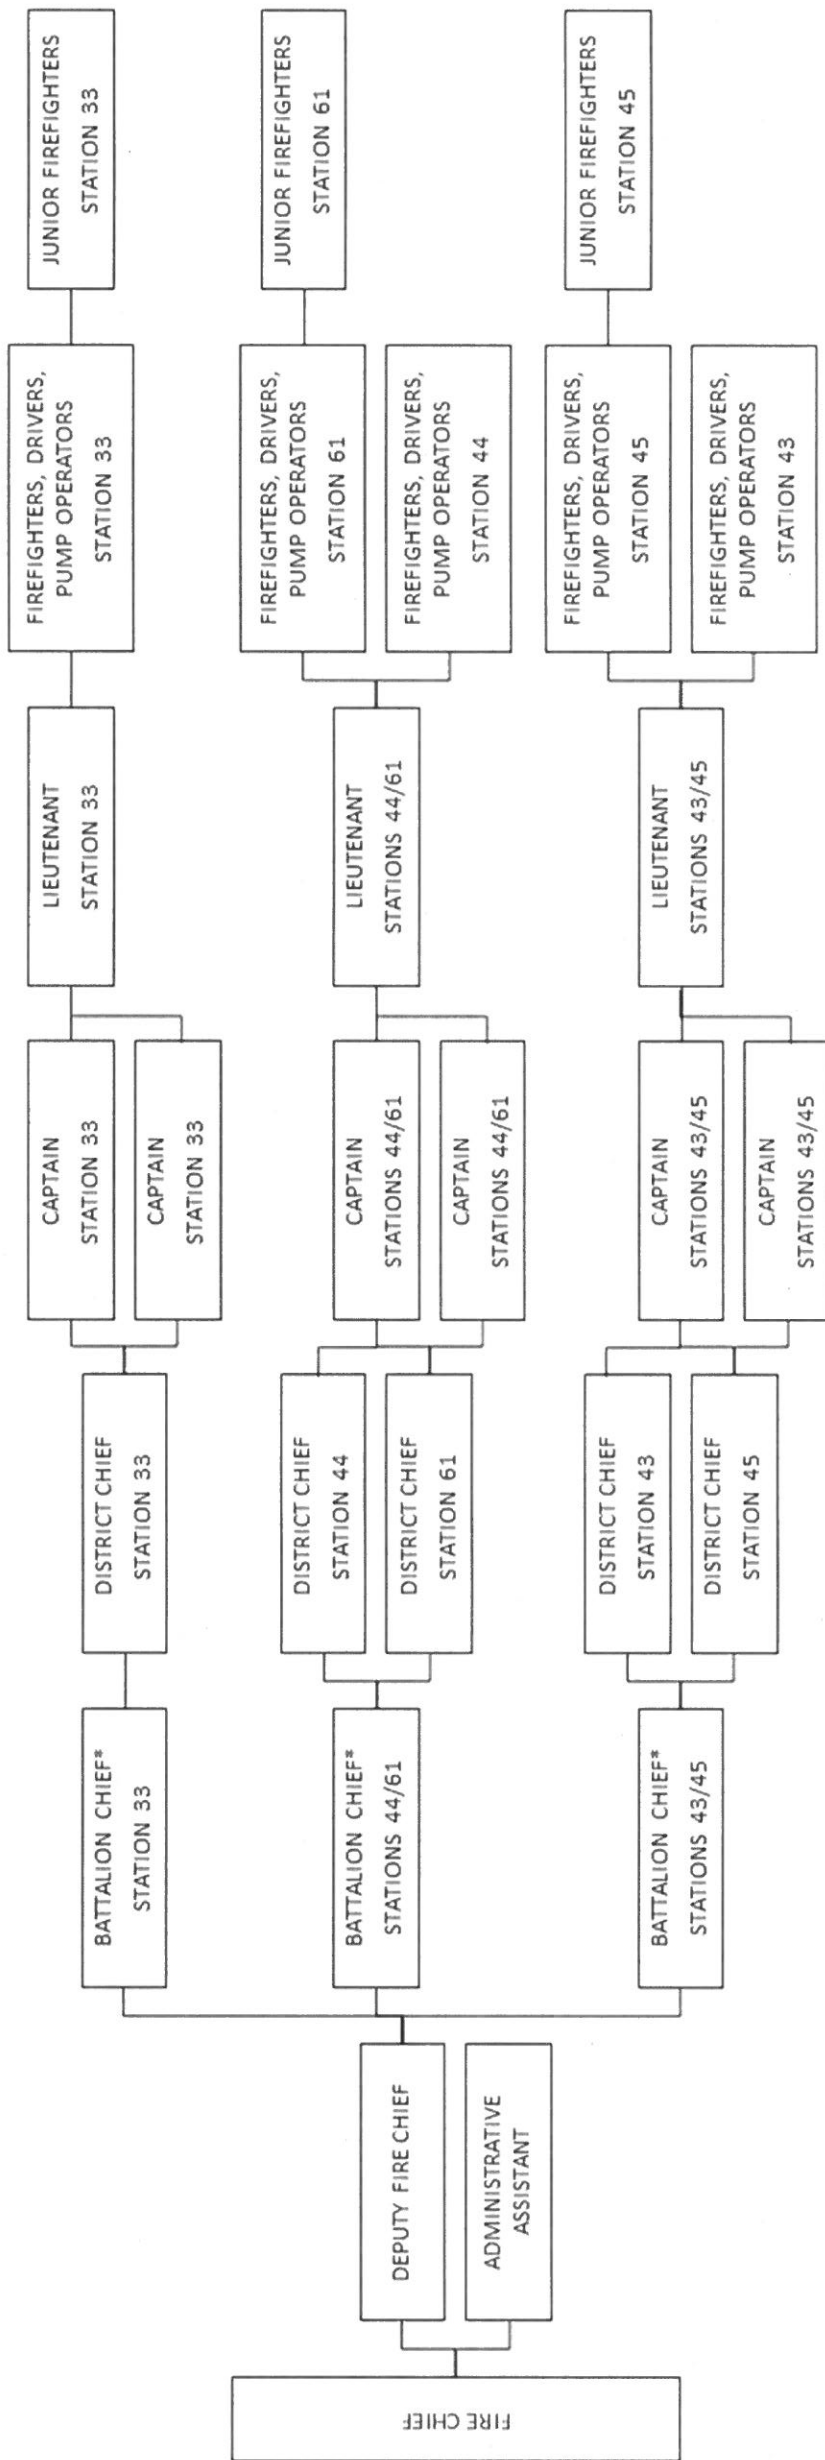 FIRE CHIEF
DEPUTY FIRE CHIEF
ADMINISTRATIVE
ASSISTANT
BATTALION CHIEF*
STATION 33
BATTALION CHIEF*
STATIONS 44/61
BATTALION CHIEF*
STATIONS 43/45
DISTRICT CHIEF
STATION 33
DISTRICT CHIEF
STATION 44
DISTRICT CHIEF
STATION 61
DISTRICT CHIEF
STATION 43
DISTRICT CHIEF
STATION 45
CAPTAIN
STATION 33
CAPTAIN
STATION 33
CAPTAIN
STATIONS 44/61
CAPTAIN
STATIONS 44/61
CAPTAIN
STATIONS 43/45
CAPTAIN
STATIONS 43/45
LIEUTENANT
STATION 33
LIEUTENANT
STATIONS 44/61
LIEUTENANT
STATIONS 43/45
FIREFIGHTERS, DRIVERS,
PUMP OPERATORS
STATION 33
FIREFIGHTERS, DRIVERS,
PUMP OPERATORS
STATION 61
FIREFIGHTERS, DRIVERS,
PUMP OPERATORS
STATION 44
FIREFIGHTERS, DRIVERS,
PUMP OPERATORS
STATION 45
FIREFIGHTERS, DRIVERS,
PUMP OPERATORS
STATION 43
JUNIOR FIREFIGHTERS
STATION 33
JUNIOR FIREFIGHTERS
STATION 61
JUNIOR FIREFIGHTERS
STATION 45